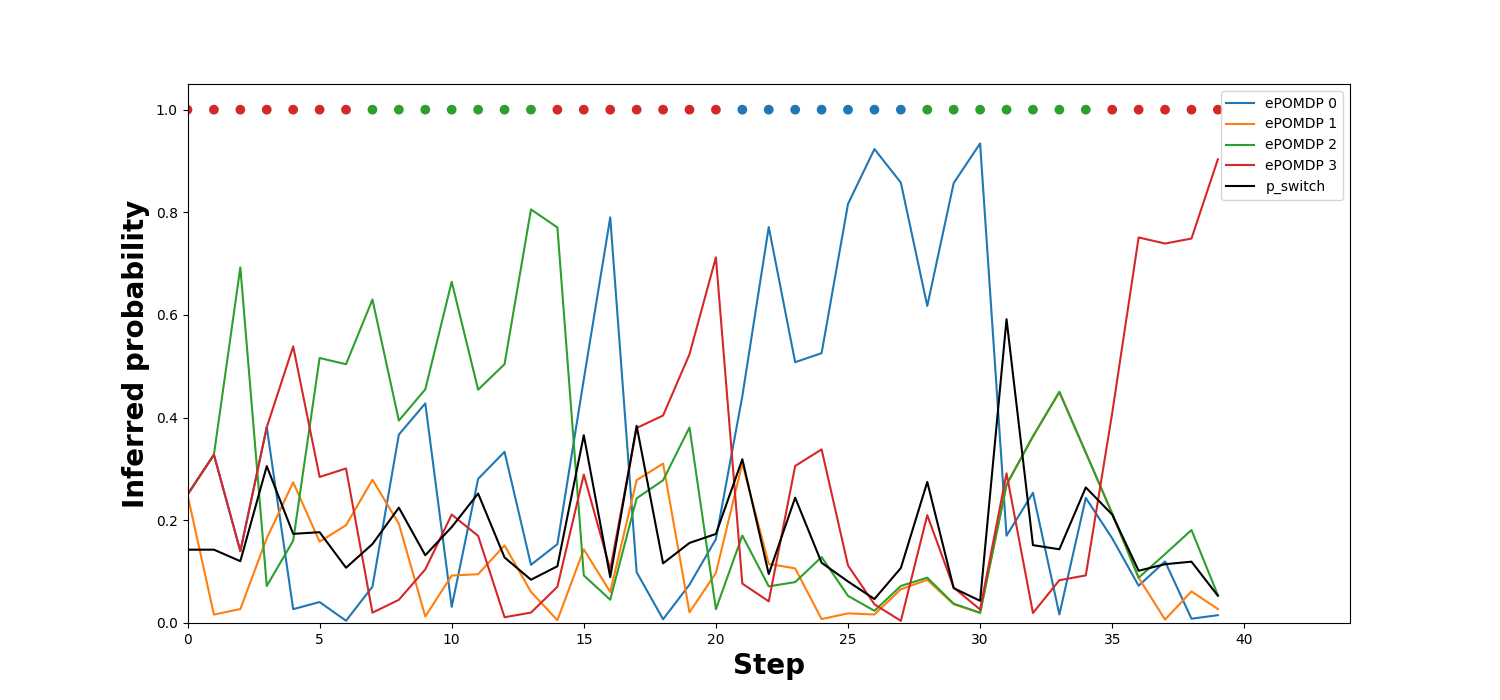 Inferred probability
1.0
0.8
0.6
0.4
0.2
0.0
ePOMDP 0
ePOMDP 1
ePOMDP 2
ePOMDP 3
p_switch
0 5 10 15 20 25 30 35 40
Step